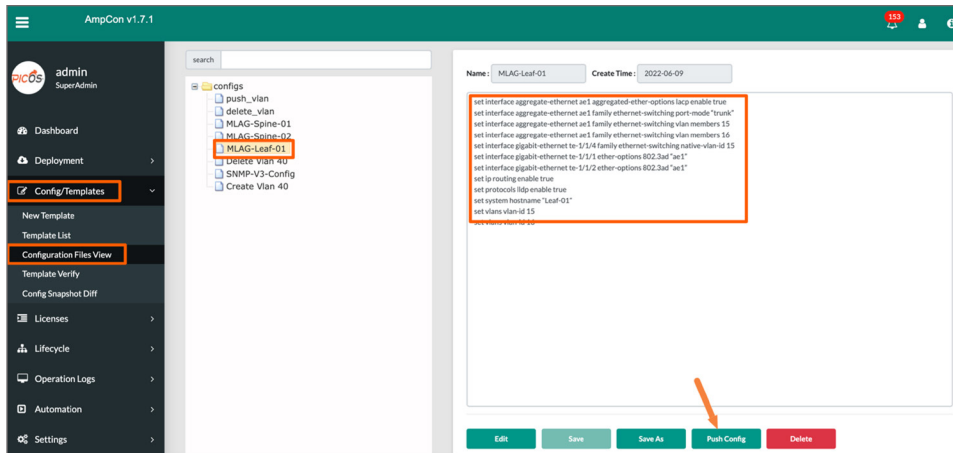 AmpCon v1.7.1
153
PICOS
admin
SuperAdmin
Dashboard
Deployment
Config/Templates
New Template
Template List
Configuration Files View
Template Verify
Config Snapshot Diff
Licenses
Lifecycle
Operation Logs
Automation
Settings
search
configs
push_vlan
delete_vlan
MLAG-Spine-01
MLAG-Spine-02
MLAG-Leaf-01
Delete Vlan 40
SNMP-V3-Config
Create Vlan 40
Name : MLAG-Leaf-01 Create Time : 2022-06-09
set interface aggregate-ethernet ae1 aggregated-ether-options lacp enable true
set interface aggregate-ethernet ae1 family ethernet-switching port-mode "trunk"
set interface aggregate-ethernet ae1 family ethernet-switching vlan members 15
set interface aggregate-ethernet ae1 family ethernet-switching vlan members 16
set interface gigabit-ethernet te-1/1/4 family ethernet-switching native-vlan-id 15
set interface gigabit-ethernet te-1/1/1 ether-options 802.3ad "ae1"
set interface gigabit-ethernet te-1/1/2 ether-options 802.3ad "ae1"
set ip routing enable true
set protocols lldp enable true
set system hostname "Leaf-01"
set vlans vlan-id 15
set vlans vlan-id 16
Edit Save Save As Push Config Delete